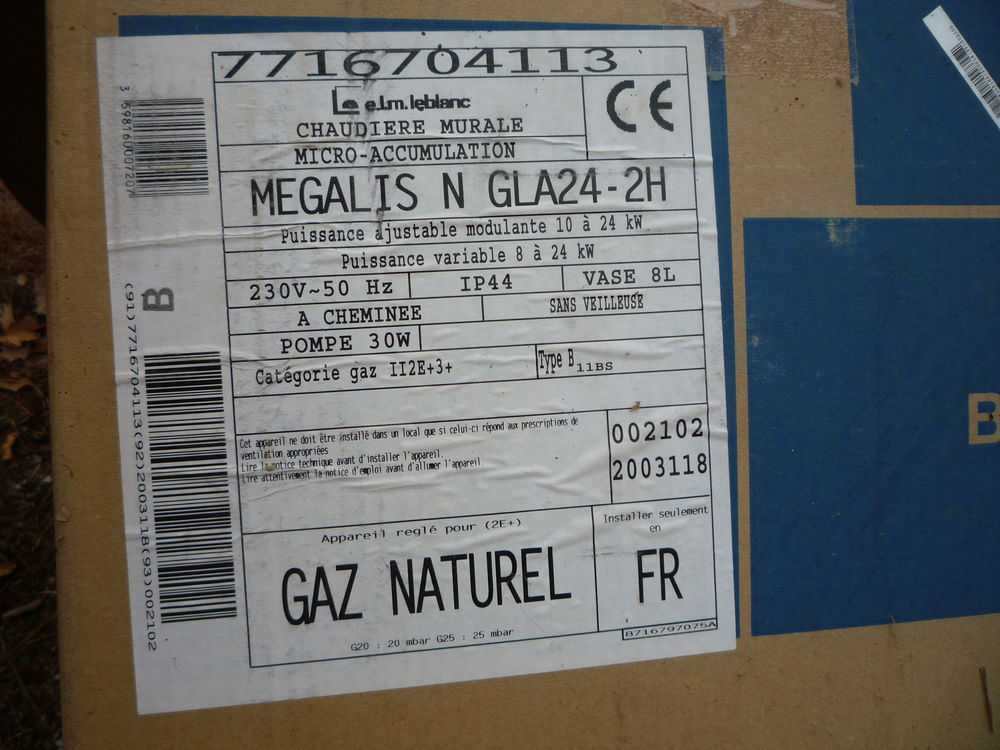 7716704113
e.l.m. leblanc
CHAUDIERE MURALE
MICRO-ACCUMULATION
MEGALIS N GLA24-2H
Puissance ajustable modulante 10 à 24 kW
Puissance variable 8 à 24 kW
230V~50 Hz IP44 VASE 8L
A CHEMINEE SANS VEILLEUSE
POMPE 30W
Catégorie gaz II2E+3+ Type B 11BS
Cet appareil ne doit être installé dans un local que si celui-ci répond aux prescriptions de
ventilation appropriées
Lire la notice technique avant d'installer l'appareil.
Lire attentivement la notice d'emploi avant d'allumer l'appareil
002102
2003118
Appareil reglé pour (2E+)
GAZ NATUREL
G20 : 20 mbar G25 : 25 mbar
Installer seulement
en
FR
8716797075A
3 598160007207
B
(91)7716704113(92)2003118(93)002102
B